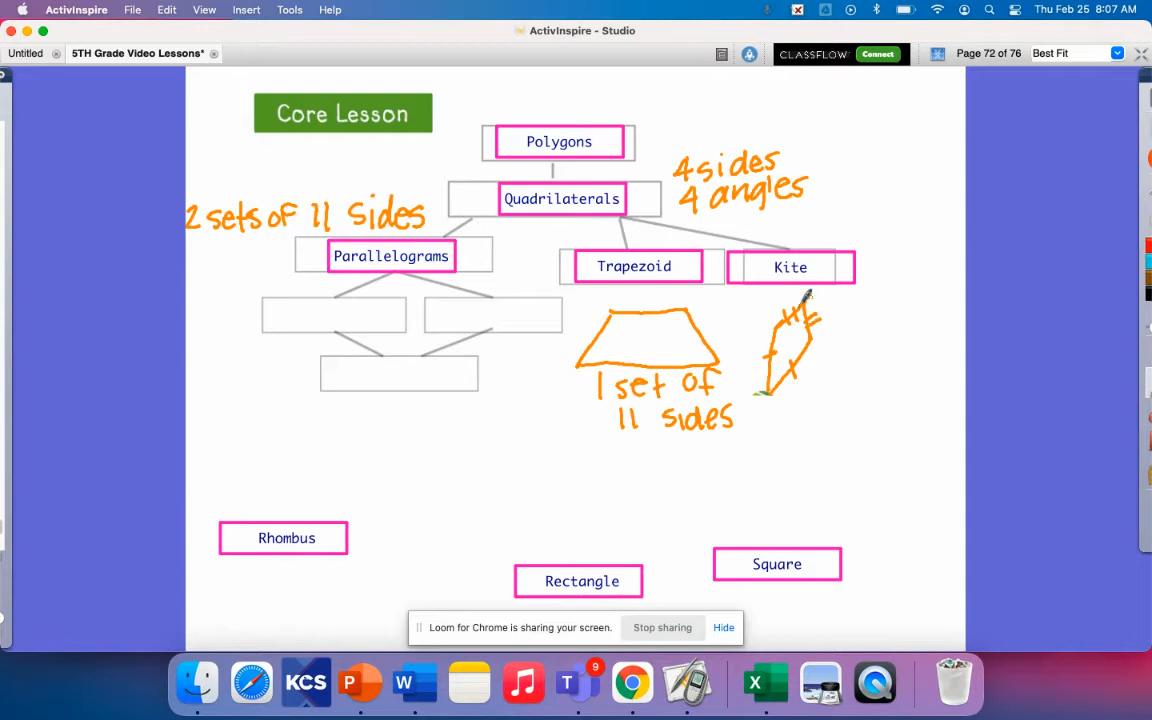 ActivInspire File Edit View Insert Tools Help Thu Feb 25 8:07 AM
ActivInspire - Studio
Untitled 5TH Grade Video Lessons* CLASSFLOW Connect Page 72 of 76 Best Fit
Core Lesson
Polygons
4 sides
4 angles
Quadrilaterals
2 sets of || sides
Parallelograms
Trapezoid
Kite
1 set of
|| sides
Rhombus
Square
Rectangle
Loom for Chrome is sharing your screen. Stop sharing Hide
9
KCS P W T X